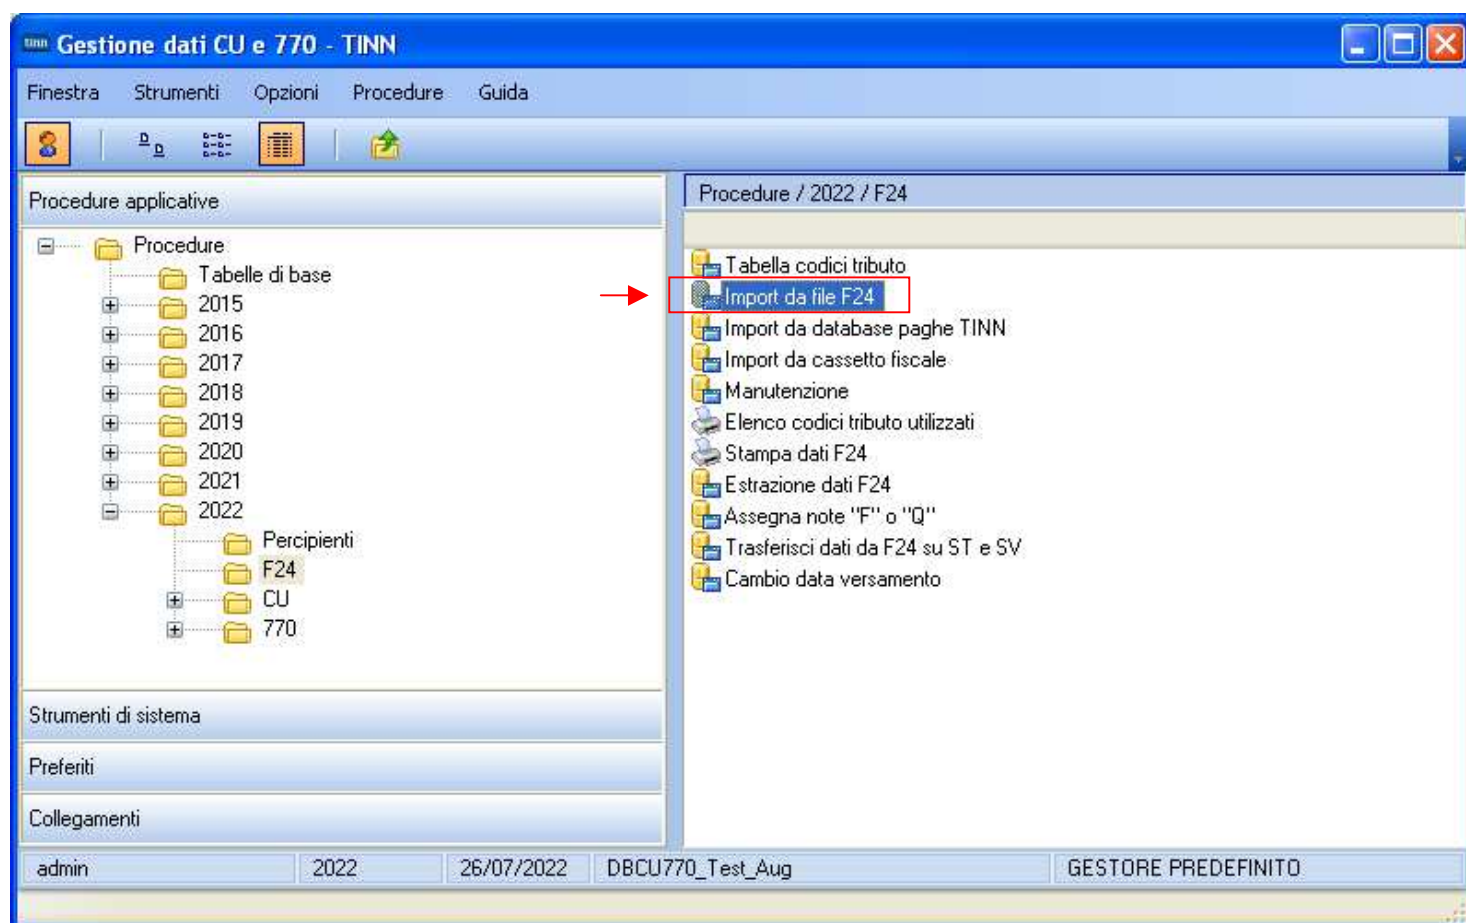 TINN Gestione dati CU e 770 - TINN
Finestra Strumenti Opzioni Procedure Guida
Procedure applicative
Procedure
Tabelle di base
2015
2016
2017
2018
2019
2020
2021
2022
Percipienti
F24
CU
770
Strumenti di sistema
Preferiti
Collegamenti
Procedure / 2022 / F24
Tabella codici tributo
Import da file F24
Import da database paghe TINN
Import da cassetto fiscale
Manutenzione
Elenco codici tributo utilizzati
Stampa dati F24
Estrazione dati F24
Assegna note "F" o "Q"
Trasferisci dati da F24 su ST e SV
Cambio data versamento
admin 2022 26/07/2022 DBCU770_Test_Aug GESTORE PREDEFINITO